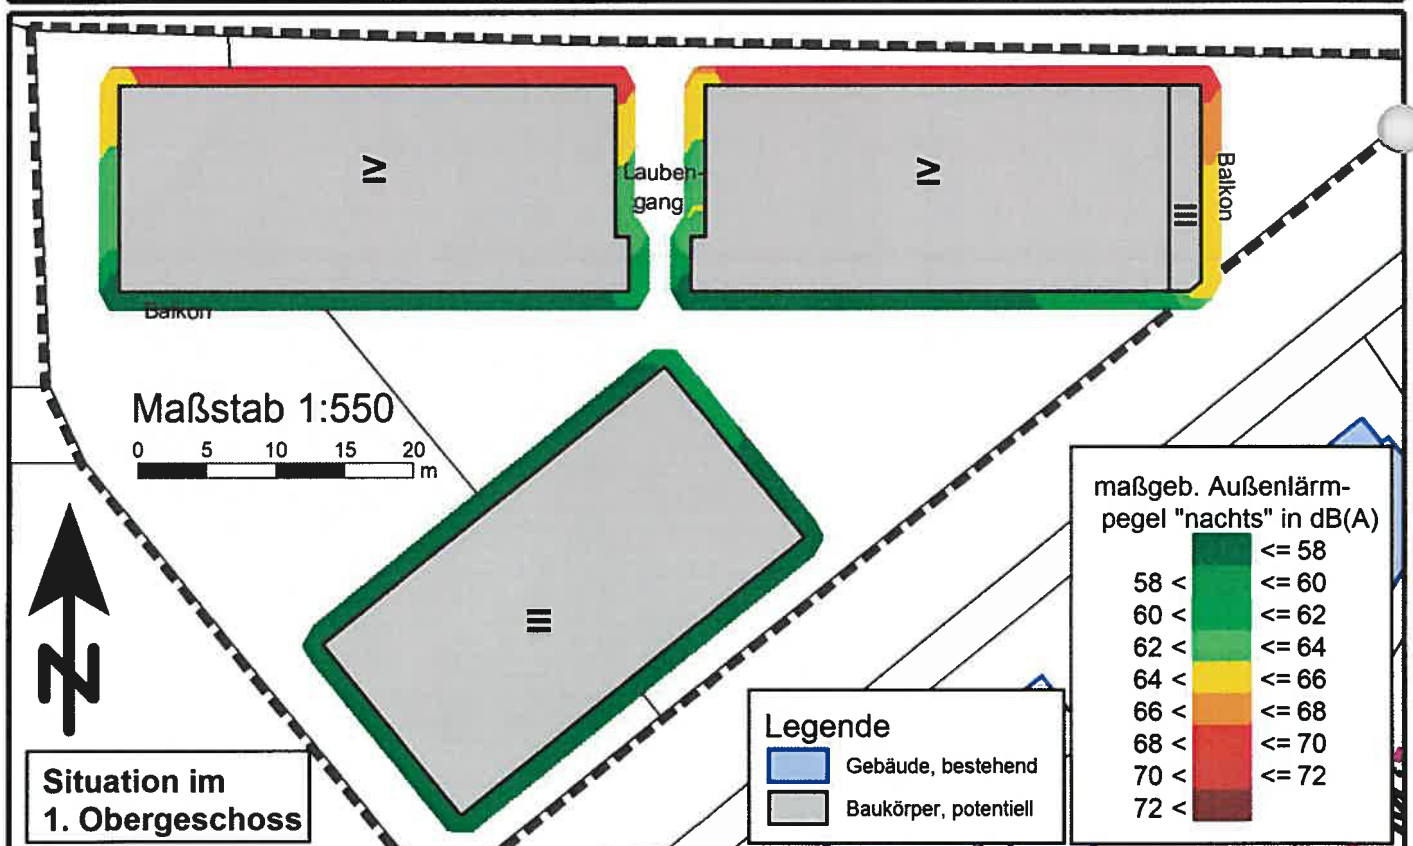 IV
IV
III
Lauben-
gang
Balkon
Balkon
Maßstab 1:550
0 5 10 15 20
m
III
N
Situation im
1. Obergeschoss
Legende
Gebäude, bestehend
Baukörper, potentiell
maßgeb. Außenlärm-
pegel "nachts" in dB(A)
<= 58
58 < <= 60
60 < <= 62
62 < <= 64
64 < <= 66
66 < <= 68
68 < <= 70
70 < <= 72
72 <